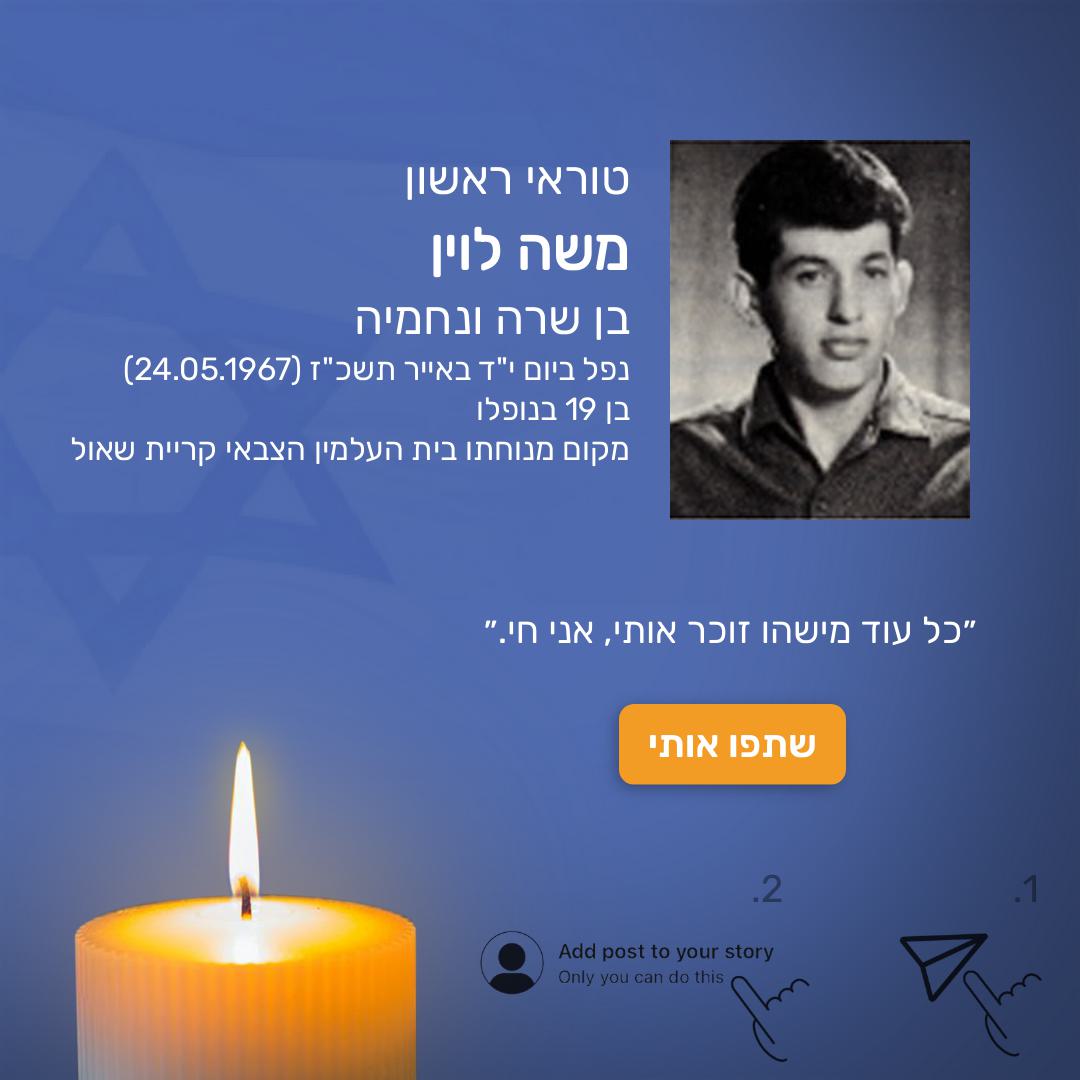 טוראי ראשון
משה לוין
בן שרה ונחמיה
נפל ביום י"ד באייר תשכ"ז (24.05.1967)
בן 19 בנופלו
מקום מנוחתו בית העלמין הצבאי קריית שאול
״כל עוד מישהו זוכר אותי, אני חי.״
שתפו אותי
.1
.2
Add post to your story
Only you can do this